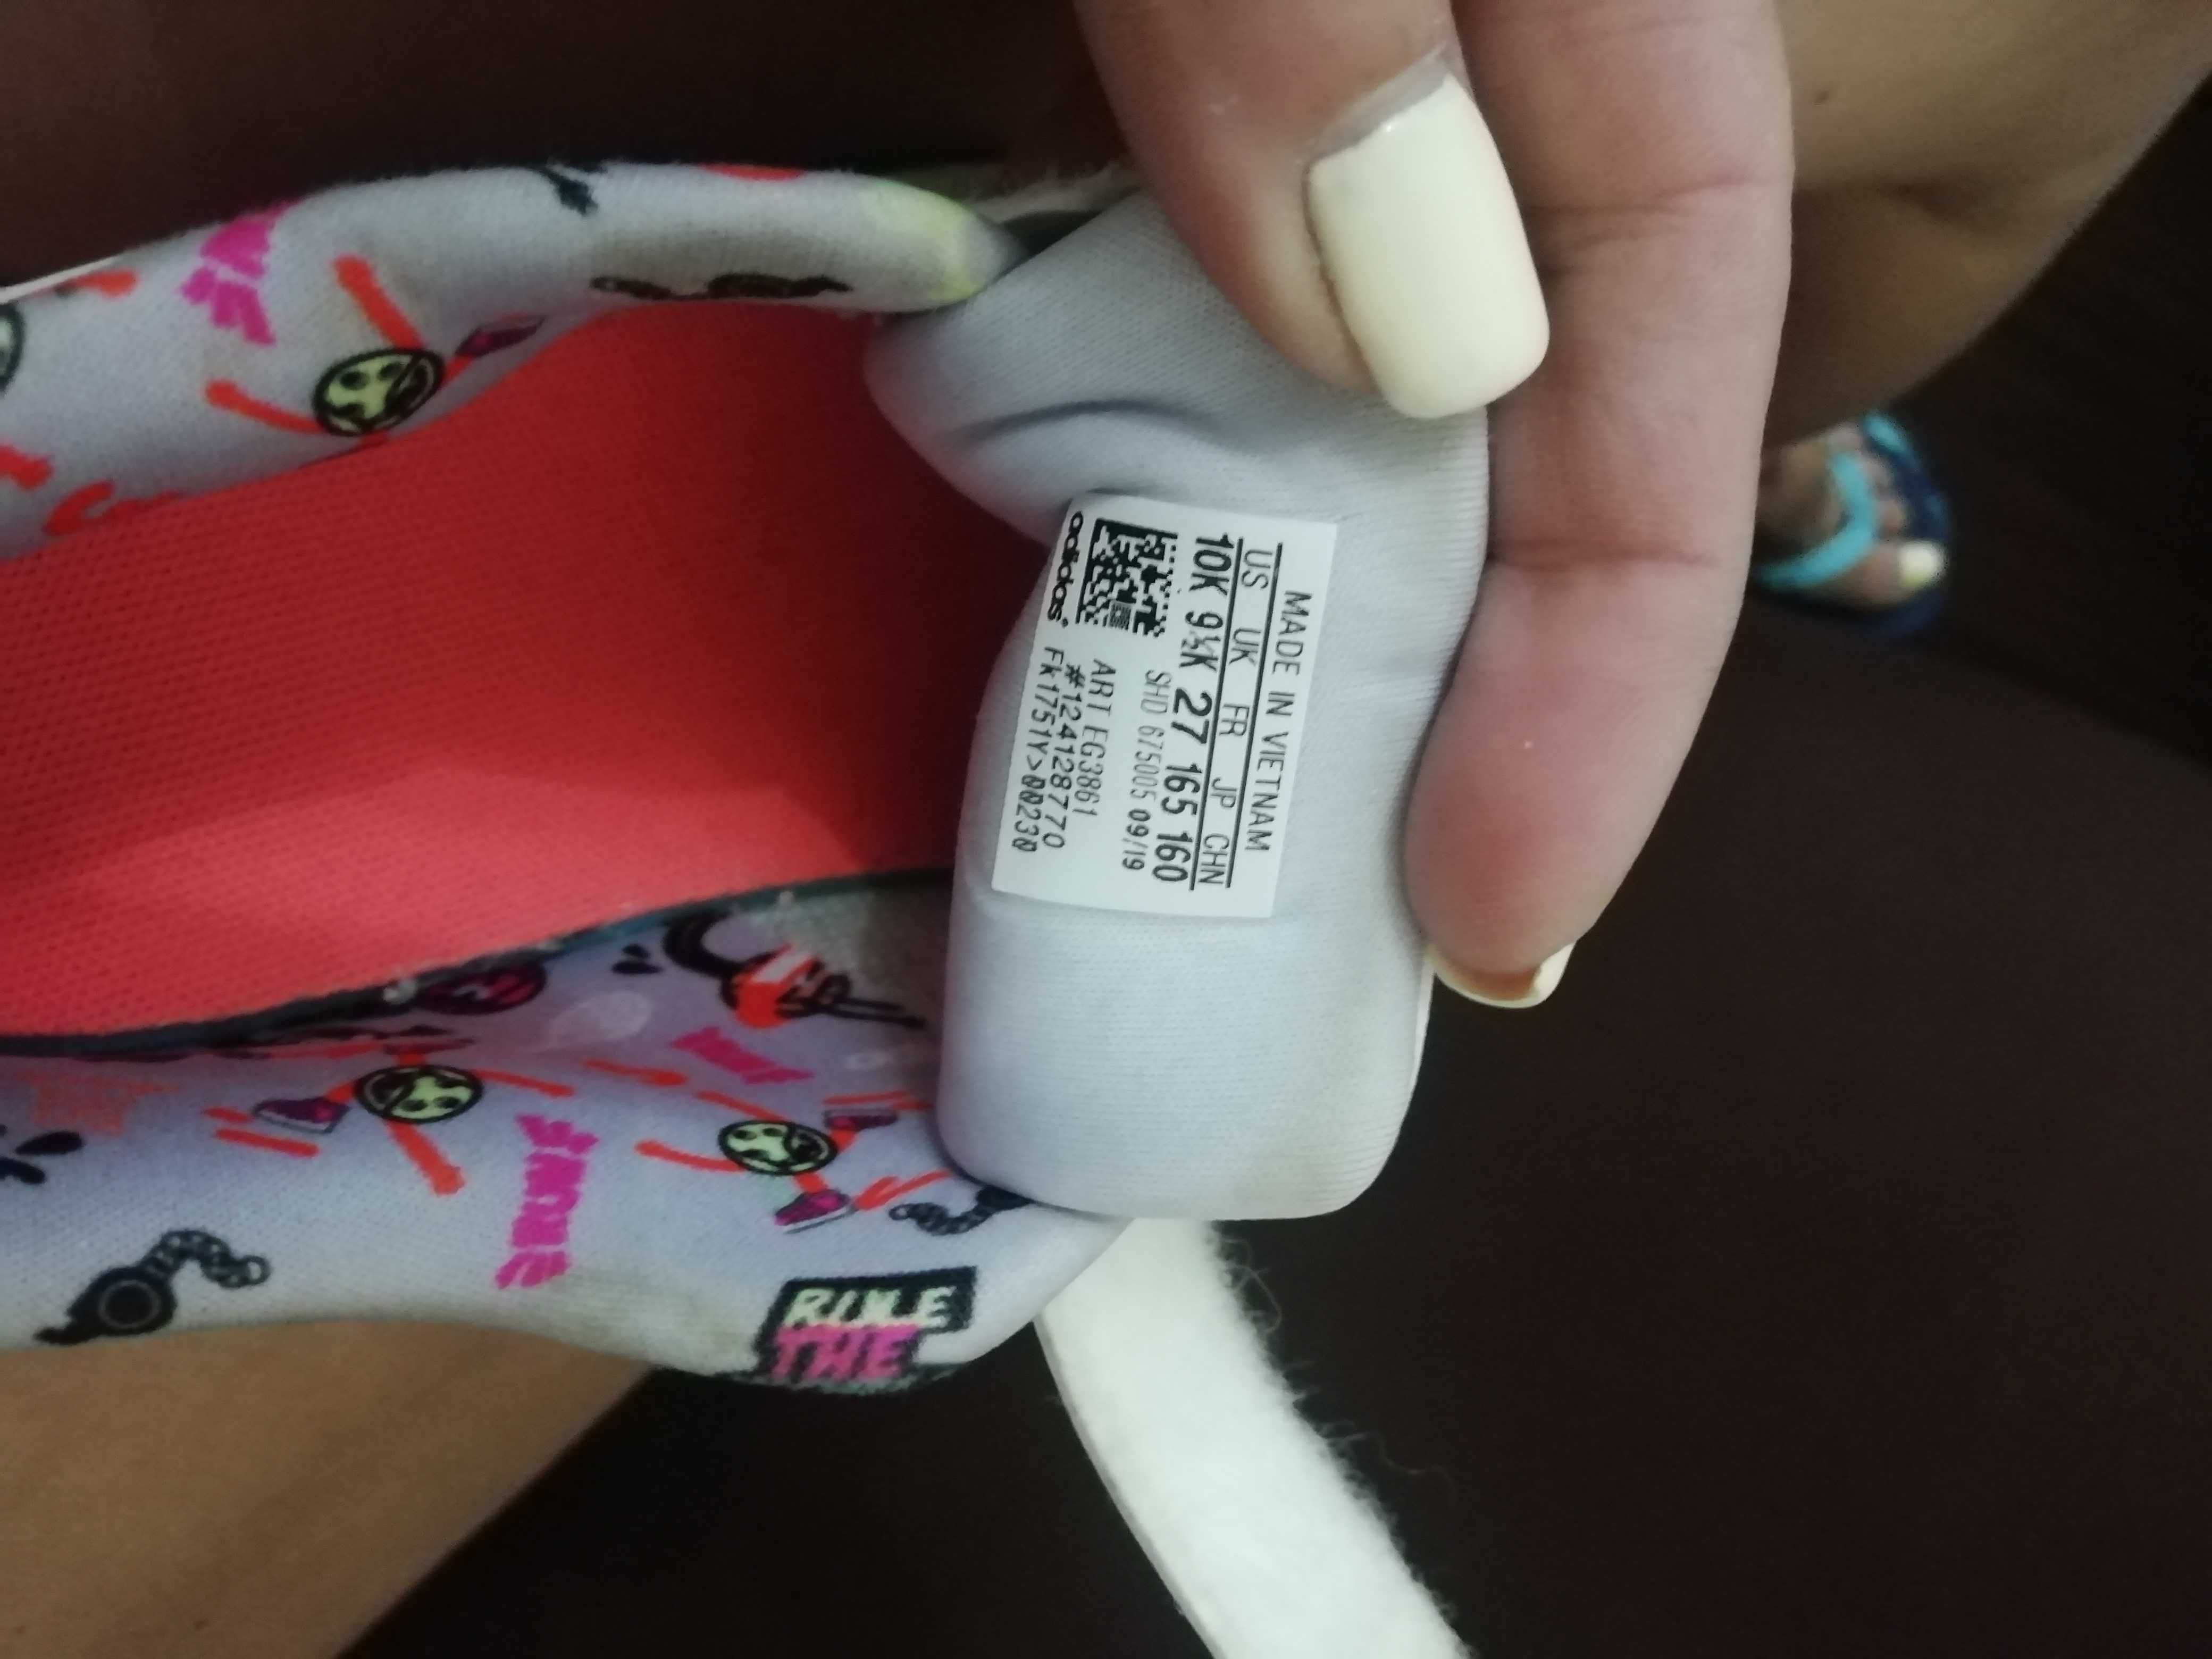 MADE IN VIETNAM
US UK FR JP CHN
10K 9½K 27 165 160
SHD 675005 09/19
ART EG3861
#124128770
FK1751Y>00230
adidas
RULE
THE